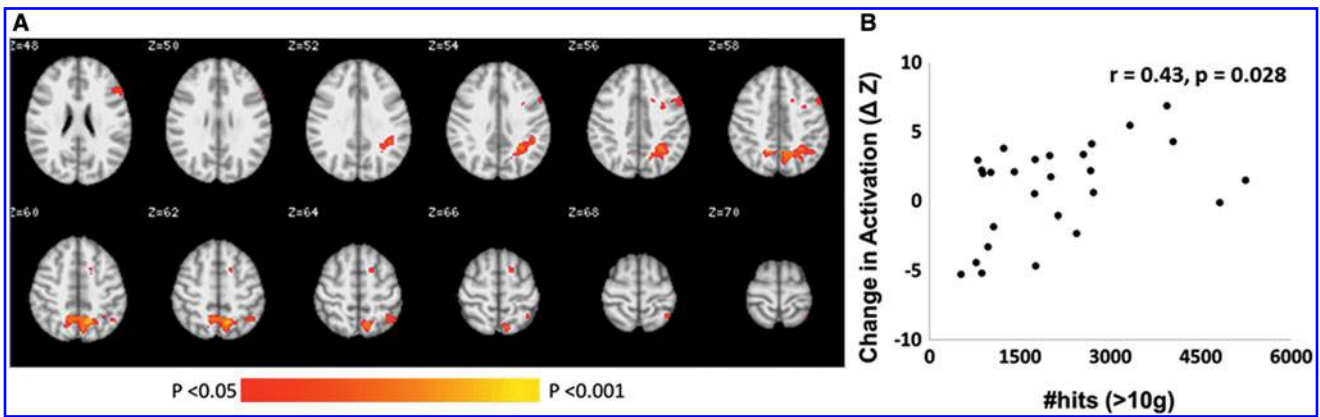 A
Z=48 Z=50 Z=52 Z=54 Z=56 Z=58
Z=60 Z=62 Z=64 Z=66 Z=68 Z=70
P <0.05 P <0.001
B
r = 0.43, p = 0.028
Change in Activation (Δ Z)
10
5
0
-5
-10
0 1500 3000 4500 6000
#hits (>10g)